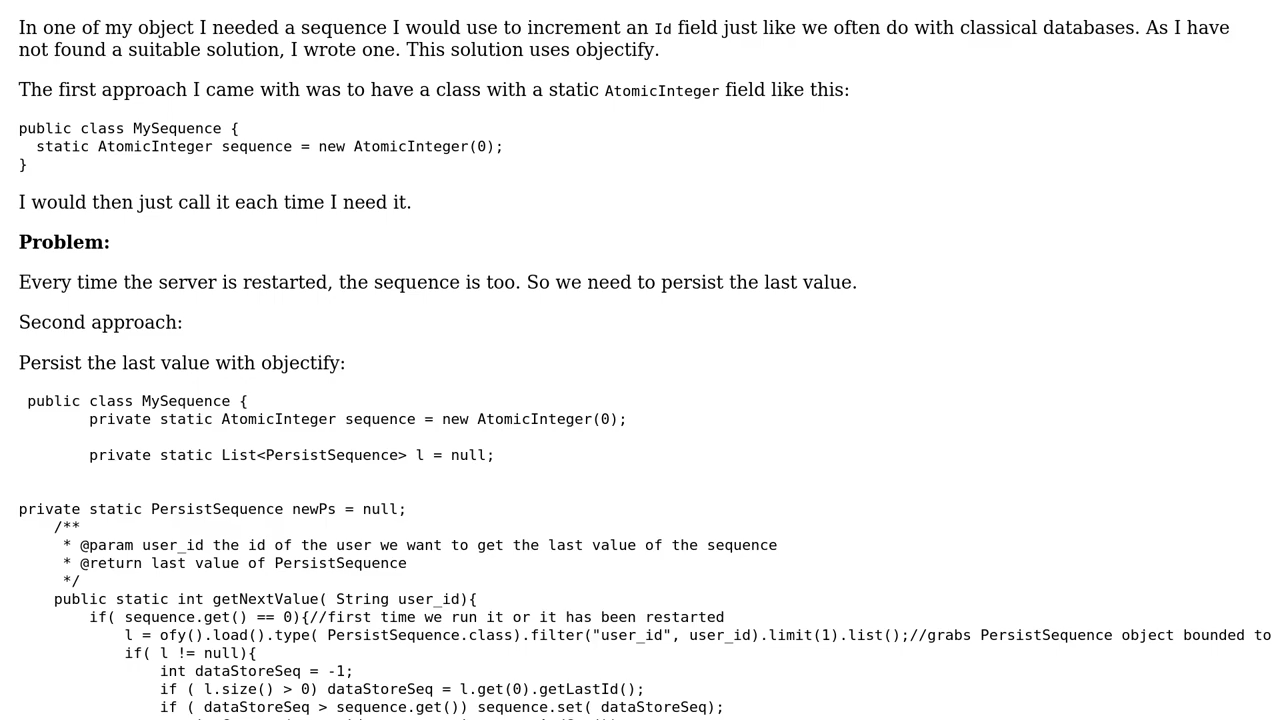 In one of my object I needed a sequence I would use to increment an Id field just like we often do with classical databases. As I have
not found a suitable solution, I wrote one. This solution uses objectify.
The first approach I came with was to have a class with a static AtomicInteger field like this:
public class MySequence {
  static AtomicInteger sequence = new AtomicInteger(0);
}
I would then just call it each time I need it.
Problem:
Every time the server is restarted, the sequence is too. So we need to persist the last value.
Second approach:
Persist the last value with objectify:
 public class MySequence {
        private static AtomicInteger sequence = new AtomicInteger(0);
        private static List<PersistSequence> l = null;
private static PersistSequence newPs = null;
    /**
     * @param user_id the id of the user we want to get the last value of the sequence
     * @return last value of PersistSequence
     */
    public static int getNextValue( String user_id){
        if( sequence.get() == 0){//first time we run it or it has been restarted
            l = ofy().load().type( PersistSequence.class).filter("user_id", user_id).limit(1).list();//grabs PersistSequence object bounded to
            if( l != null){
                int dataStoreSeq = -1;
                if ( l.size() > 0) dataStoreSeq = l.get(0).getLastId();
                if ( dataStoreSeq > sequence.get()) sequence.set( dataStoreSeq);